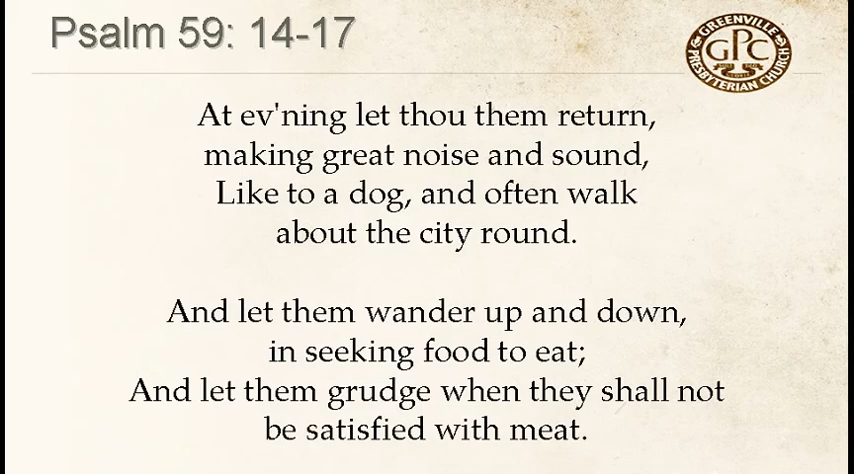 Psalm 59: 14-17
GREENVILLE
GPC
PRESBYTERIAN CHURCH
At ev'ning let thou them return,
making great noise and sound,
Like to a dog, and often walk
about the city round.
And let them wander up and down,
in seeking food to eat;
And let them grudge when they shall not
be satisfied with meat.